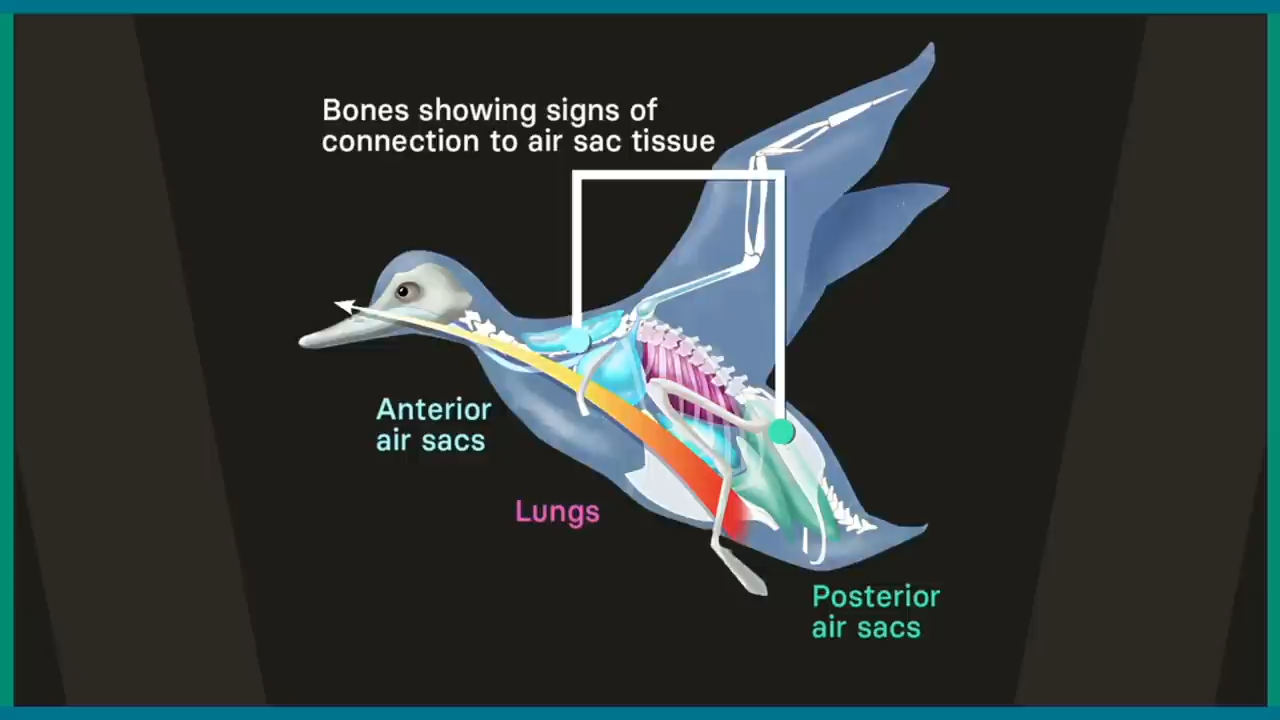 Bones showing signs of
connection to air sac tissue
Anterior
air sacs
Lungs
Posterior
air sacs